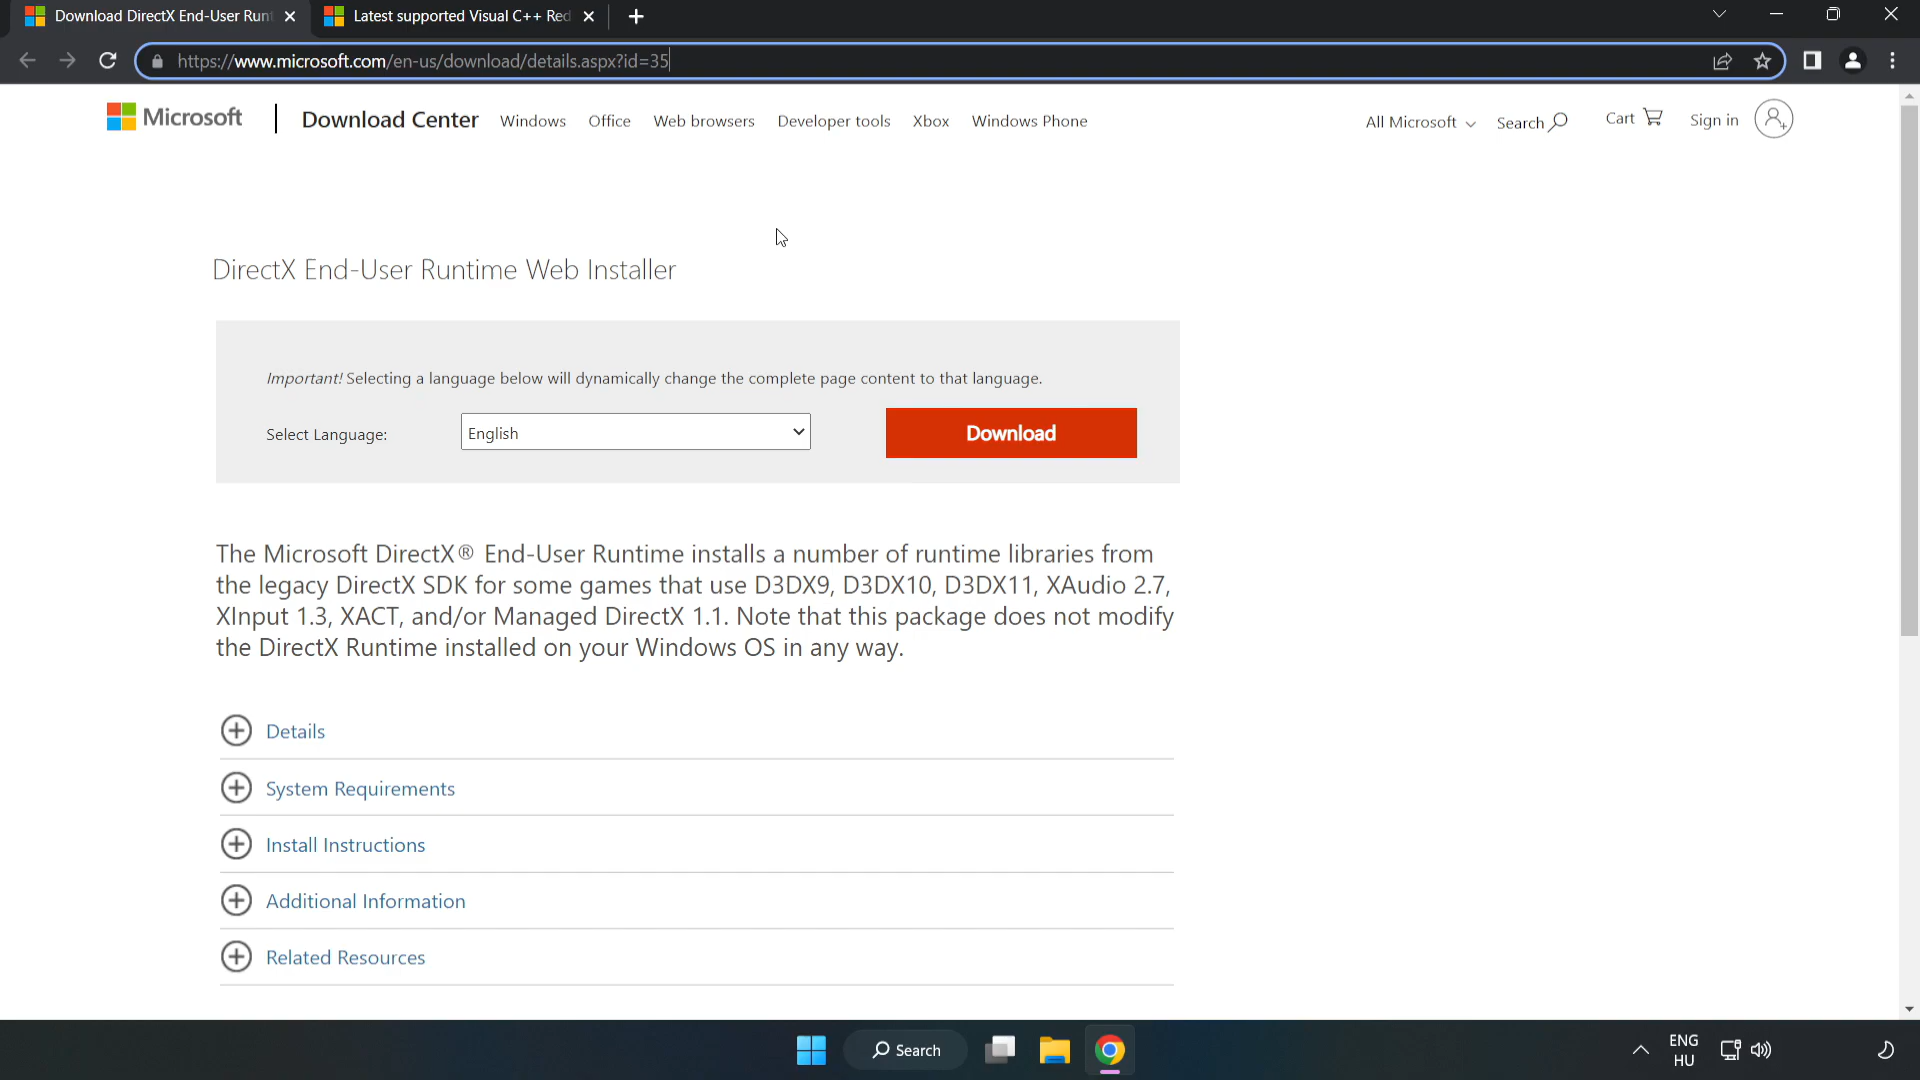 Download DirectX End-User Runt
Latest supported Visual C++ Red
https://www.microsoft.com/en-us/download/details.aspx?id=35
Microsoft
Download Center
Windows
Office
Web browsers
Developer tools
Xbox
Windows Phone
All Microsoft
Search
Cart
Sign in
DirectX End-User Runtime Web Installer
Important! Selecting a language below will dynamically change the complete page content to that language.
Select Language:
English
Download
The Microsoft DirectX® End-User Runtime installs a number of runtime libraries from
the legacy DirectX SDK for some games that use D3DX9, D3DX10, D3DX11, XAudio 2.7,
XInput 1.3, XACT, and/or Managed DirectX 1.1. Note that this package does not modify
the DirectX Runtime installed on your Windows OS in any way.
Details
System Requirements
Install Instructions
Additional Information
Related Resources
Search
ENG
HU